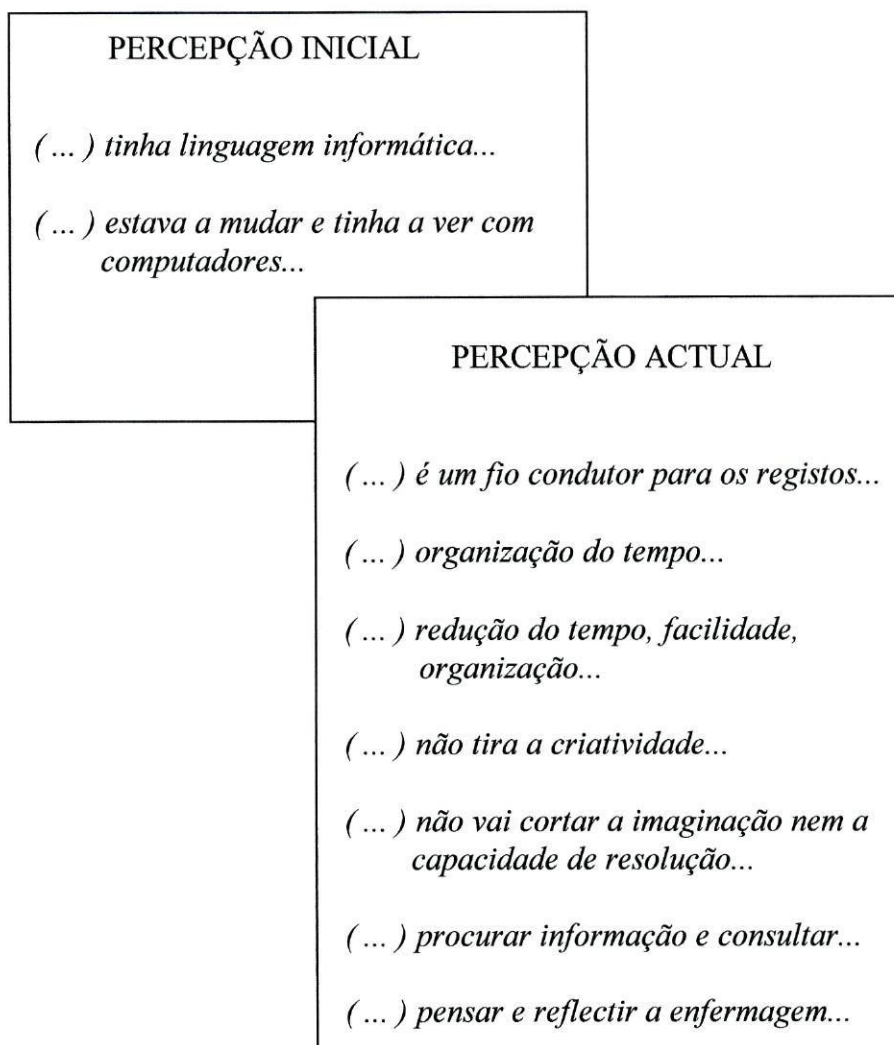 PERCEPÇÃO INICIAL
( ... ) tinha linguagem informática...
( ... ) estava a mudar e tinha a ver com
computadores...
PERCEPÇÃO ACTUAL
( ... ) é um fio condutor para os registos...
( ... ) organização do tempo...
( ... ) redução do tempo, facilidade,
organização...
( ... ) não tira a criatividade...
( ... ) não vai cortar a imaginação nem a
capacidade de resolução...
( ... ) procurar informação e consultar...
( ... ) pensar e reflectir a enfermagem...